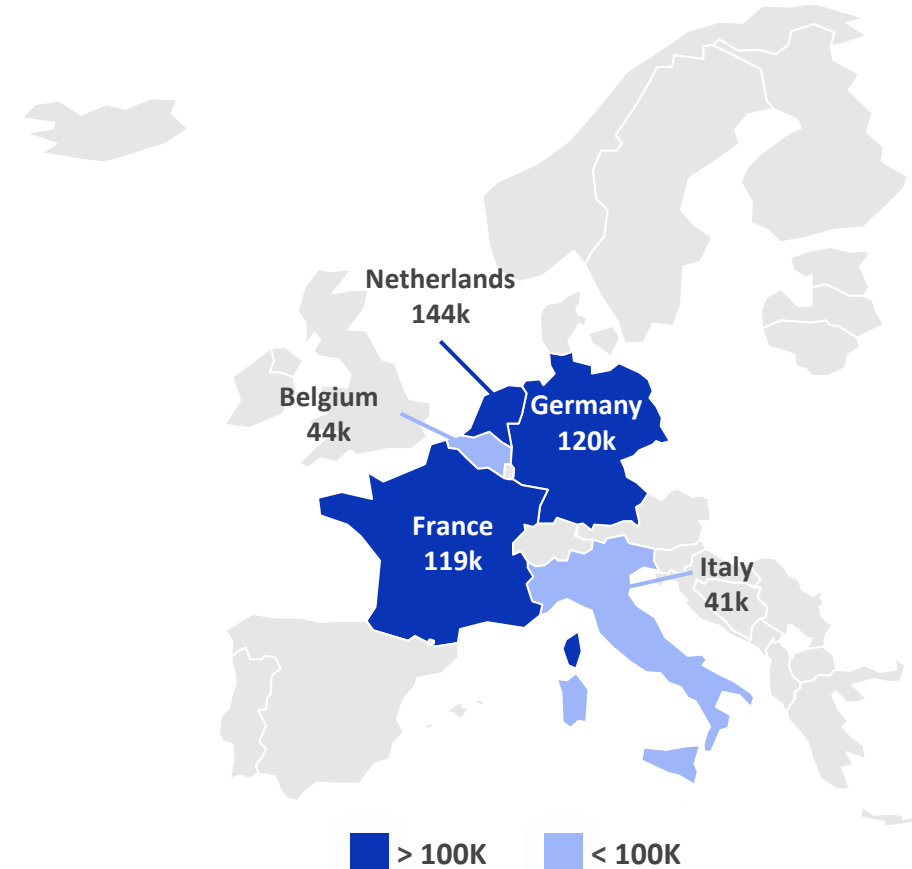 Netherlands
144k
Belgium
44k
Germany
120k
France
119k
Italy
41k
> 100K
< 100K